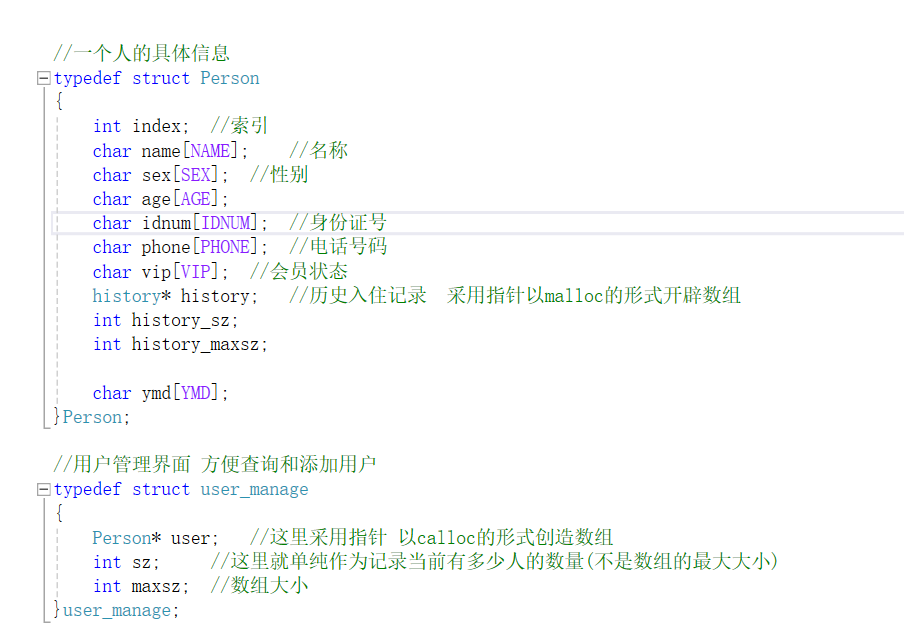 //一个人的具体信息
typedef struct Person
{
int index; //索引
char name[NAME]; //名称
char sex[SEX]; //性别
char age[AGE];
char idnum[IDNUM]; //身份证号
char phone[PHONE]; //电话号码
char vip[VIP]; //会员状态
history* history; //历史入住记录 采用指针以malloc的形式开辟数组
int history_sz;
int history_maxsz;
char ymd[YMD];
}Person;
//用户管理界面 方便查询和添加用户
typedef struct user_manage
{
Person* user; //这里采用指针 以calloc的形式创造数组
int sz; //这里就单纯作为记录当前有多少人的数量(不是数组的最大大小)
int maxsz; //数组大小
}user_manage;